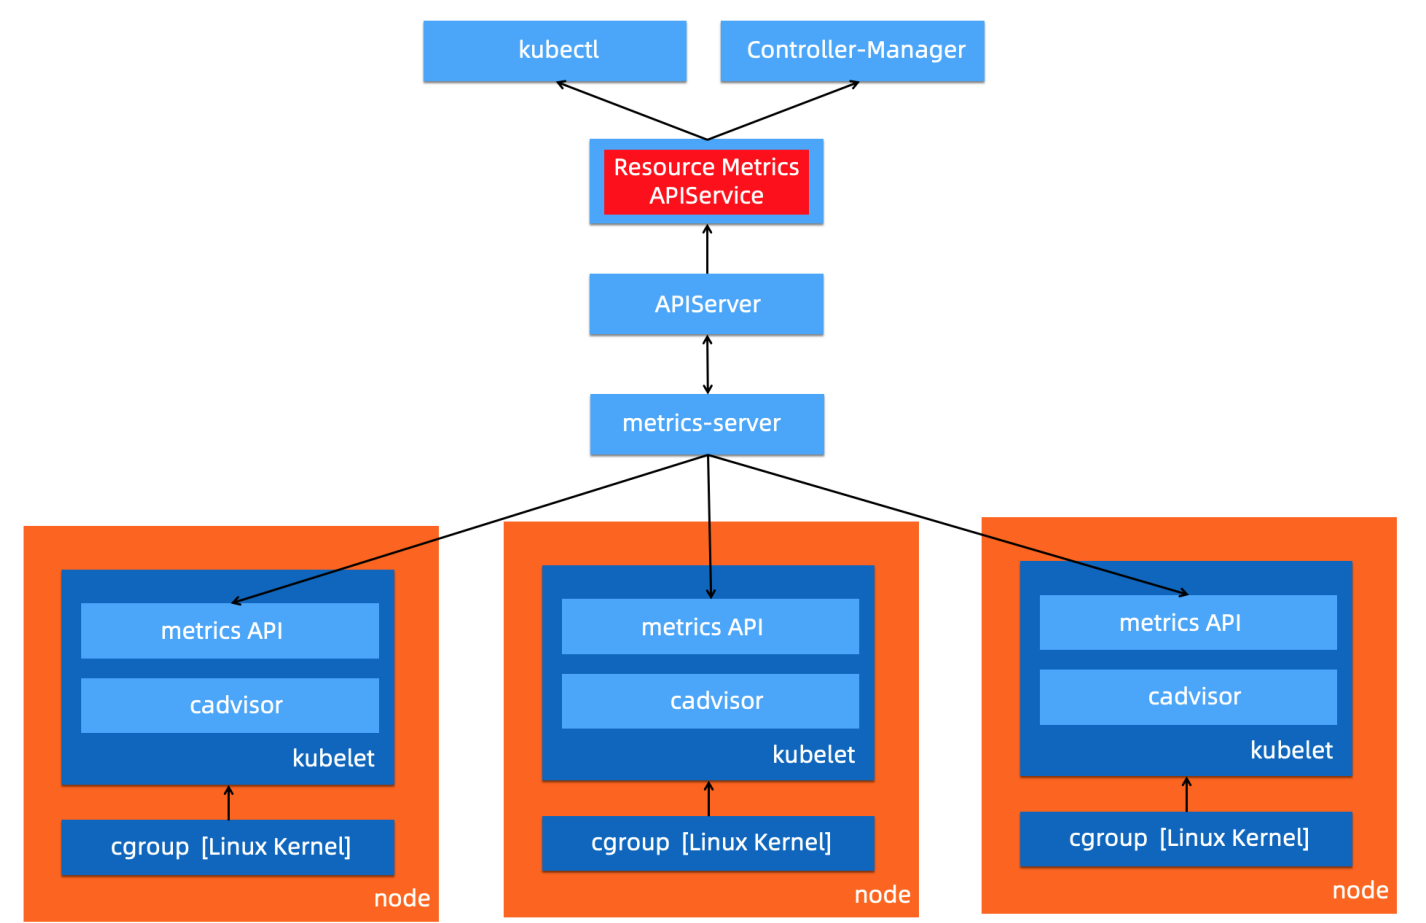 kubectl
Controller-Manager
Resource Metrics
APIService
APIServer
metrics-server
metrics API
cadvisor
kubelet
cgroup [Linux Kernel]
node
metrics API
cadvisor
kubelet
cgroup [Linux Kernel]
node
metrics API
cadvisor
kubelet
cgroup [Linux Kernel]
node